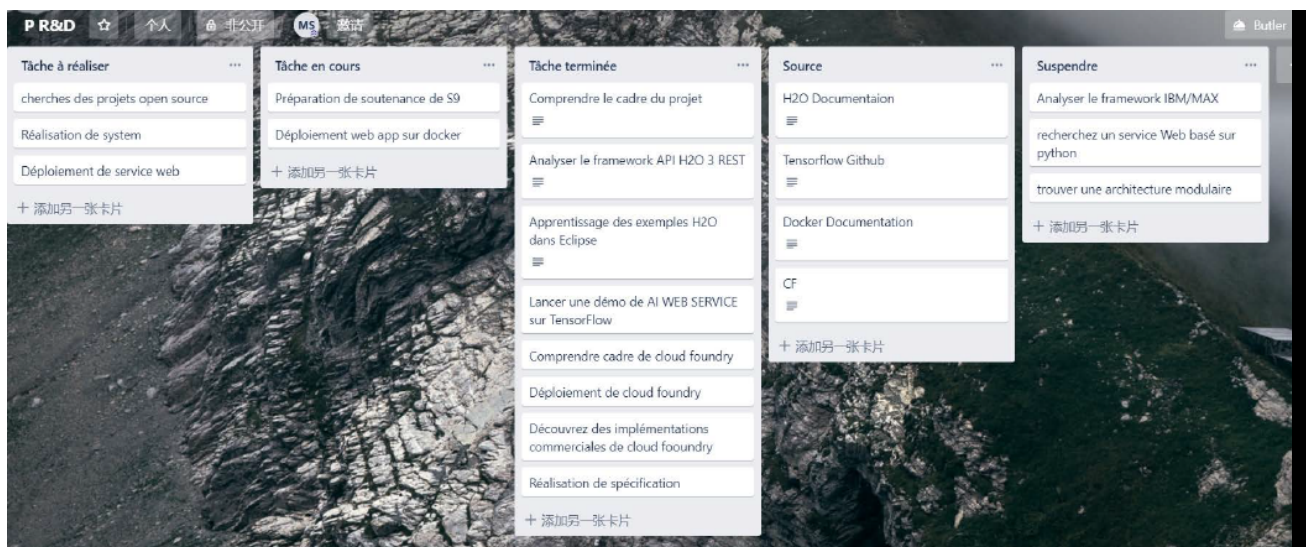 P R&D
个人
非公开
MS
邀请
Butler
Tâche à réaliser
cherches des projets open source
Réalisation de system
Déploiement de service web
+ 添加另一张卡片
Tâche en cours
Préparation de soutenance de S9
Déploiement web app sur docker
+ 添加另一张卡片
Tâche terminée
Comprendre le cadre du projet
Analyser le framework API H2O 3 REST
Apprentissage des exemples H2O
dans Eclipse
Lancer une démo de AI WEB SERVICE
sur TensorFlow
Comprendre cadre de cloud foundry
Déploiement de cloud foundry
Découvrez des implémentations
commerciales de cloud fooundry
Réalisation de spécification
+ 添加另一张卡片
Source
H2O Documentaion
Tensorflow Github
Docker Documentation
CF
+ 添加另一张卡片
Suspendre
Analyser le framework IBM/MAX
recherchez un service Web basé sur
python
trouver une architecture modulaire
+ 添加另一张卡片